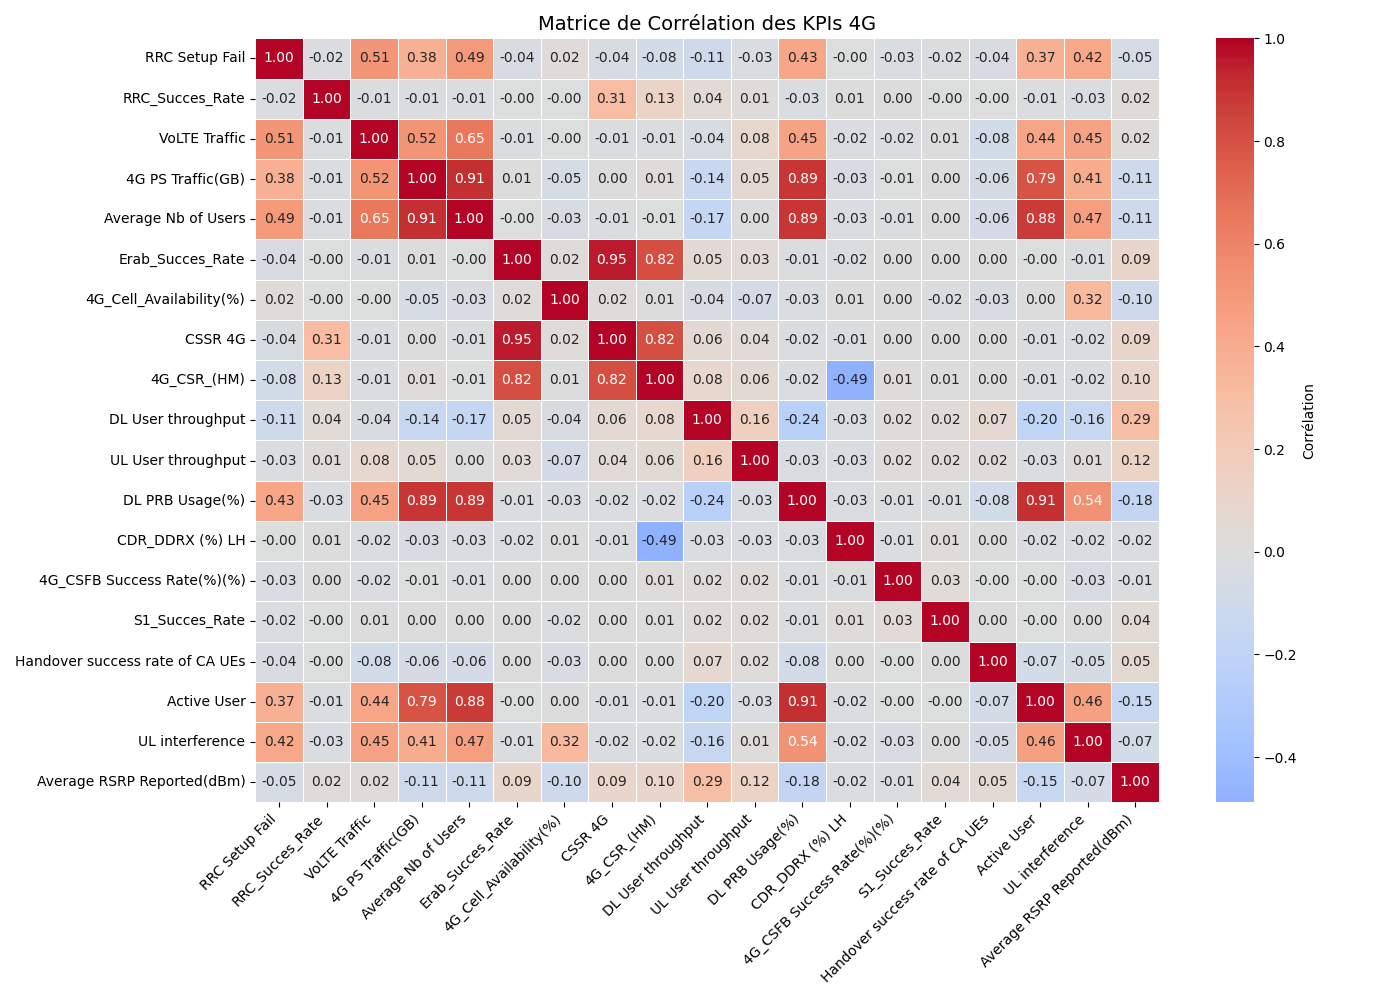 Matrice de Corrélation des KPIs 4G
RRC Setup Fail 1.00 -0.02 0.51 0.38 0.49 -0.04 0.02 -0.04 -0.08 -0.11 -0.03 0.43 -0.00 -0.03 -0.02 -0.04 0.37 0.42 -0.05
RRC_Succes_Rate -0.02 1.00 -0.01 -0.01 -0.01 -0.00 -0.00 0.31 0.13 0.04 0.01 -0.03 0.01 0.00 -0.00 -0.00 -0.01 -0.03 0.02
VoLTE Traffic 0.51 -0.01 1.00 0.52 0.65 -0.01 -0.00 -0.01 -0.01 -0.04 0.08 0.45 -0.02 -0.02 0.01 -0.08 0.44 0.45 0.02
4G PS Traffic(GB) 0.38 -0.01 0.52 1.00 0.91 0.01 -0.05 0.00 0.01 -0.14 0.05 0.89 -0.03 -0.01 0.00 -0.06 0.79 0.41 -0.11
Average Nb of Users 0.49 -0.01 0.65 0.91 1.00 -0.00 -0.03 -0.01 -0.01 -0.17 0.00 0.89 -0.03 -0.01 0.00 -0.06 0.88 0.47 -0.11
Erab_Succes_Rate -0.04 -0.00 -0.01 0.01 -0.00 1.00 0.02 0.95 0.82 0.05 0.03 -0.01 -0.02 0.00 0.00 0.00 -0.00 -0.01 0.09
4G_Cell_Availability(%) 0.02 -0.00 -0.00 -0.05 -0.03 0.02 1.00 0.02 0.01 -0.04 -0.07 -0.03 0.01 0.00 -0.02 -0.03 0.00 0.32 -0.10
CSSR 4G -0.04 0.31 -0.01 0.00 -0.01 0.95 0.02 1.00 0.82 0.06 0.04 -0.02 -0.01 0.00 0.00 0.00 -0.01 -0.02 0.09
4G_CSR_(HM) -0.08 0.13 -0.01 0.01 -0.01 0.82 0.01 0.82 1.00 0.08 0.06 -0.02 -0.49 0.01 0.01 0.00 -0.01 -0.02 0.10
DL User throughput -0.11 0.04 -0.04 -0.14 -0.17 0.05 -0.04 0.06 0.08 1.00 0.16 -0.24 -0.03 0.02 0.02 0.07 -0.20 -0.16 0.29
UL User throughput -0.03 0.01 0.08 0.05 0.00 0.03 -0.07 0.04 0.06 0.16 1.00 -0.03 -0.03 0.02 0.02 0.02 -0.03 0.01 0.12
DL PRB Usage(%) 0.43 -0.03 0.45 0.89 0.89 -0.01 -0.03 -0.02 -0.02 -0.24 -0.03 1.00 -0.03 -0.01 -0.01 -0.08 0.91 0.54 -0.18
CDR_DDRX (%) LH -0.00 0.01 -0.02 -0.03 -0.03 -0.02 0.01 -0.01 -0.49 -0.03 -0.03 -0.03 1.00 -0.01 0.01 0.00 -0.02 -0.02 -0.02
4G_CSFB Success Rate(%)(%) -0.03 0.00 -0.02 -0.01 -0.01 0.00 0.00 0.00 0.01 0.02 0.02 -0.01 -0.01 1.00 0.03 -0.00 -0.00 -0.03 -0.01
S1_Succes_Rate -0.02 -0.00 0.01 0.00 0.00 0.00 -0.02 0.00 0.01 0.02 0.02 -0.01 0.01 0.03 1.00 0.00 -0.00 0.00 0.04
Handover success rate of CA UEs -0.04 -0.00 -0.08 -0.06 -0.06 0.00 -0.03 0.00 0.00 0.07 0.02 -0.08 0.00 -0.00 0.00 1.00 -0.07 -0.05 0.05
Active User 0.37 -0.01 0.44 0.79 0.88 -0.00 0.00 -0.01 -0.01 -0.20 -0.03 0.91 -0.02 -0.00 -0.00 -0.07 1.00 0.46 -0.15
UL interference 0.42 -0.03 0.45 0.41 0.47 -0.01 0.32 -0.02 -0.02 -0.16 0.01 0.54 -0.02 -0.03 0.00 -0.05 0.46 1.00 -0.07
Average RSRP Reported(dBm) -0.05 0.02 0.02 -0.11 -0.11 0.09 -0.10 0.09 0.10 0.29 0.12 -0.18 -0.02 -0.01 0.04 0.05 -0.15 -0.07 1.00
RRC Setup Fail
RRC_Succes_Rate
VoLTE Traffic
4G PS Traffic(GB)
Average Nb of Users
Erab_Succes_Rate
4G_Cell_Availability(%)
CSSR 4G
4G_CSR_(HM)
DL User throughput
UL User throughput
DL PRB Usage(%)
CDR_DDRX (%) LH
4G_CSFB Success Rate(%)(%)
S1_Succes_Rate
Handover success rate of CA UEs
Active User
UL interference
Average RSRP Reported(dBm)
1.0
0.8
0.6
0.4
0.2
0.0
−0.2
−0.4
Corrélation